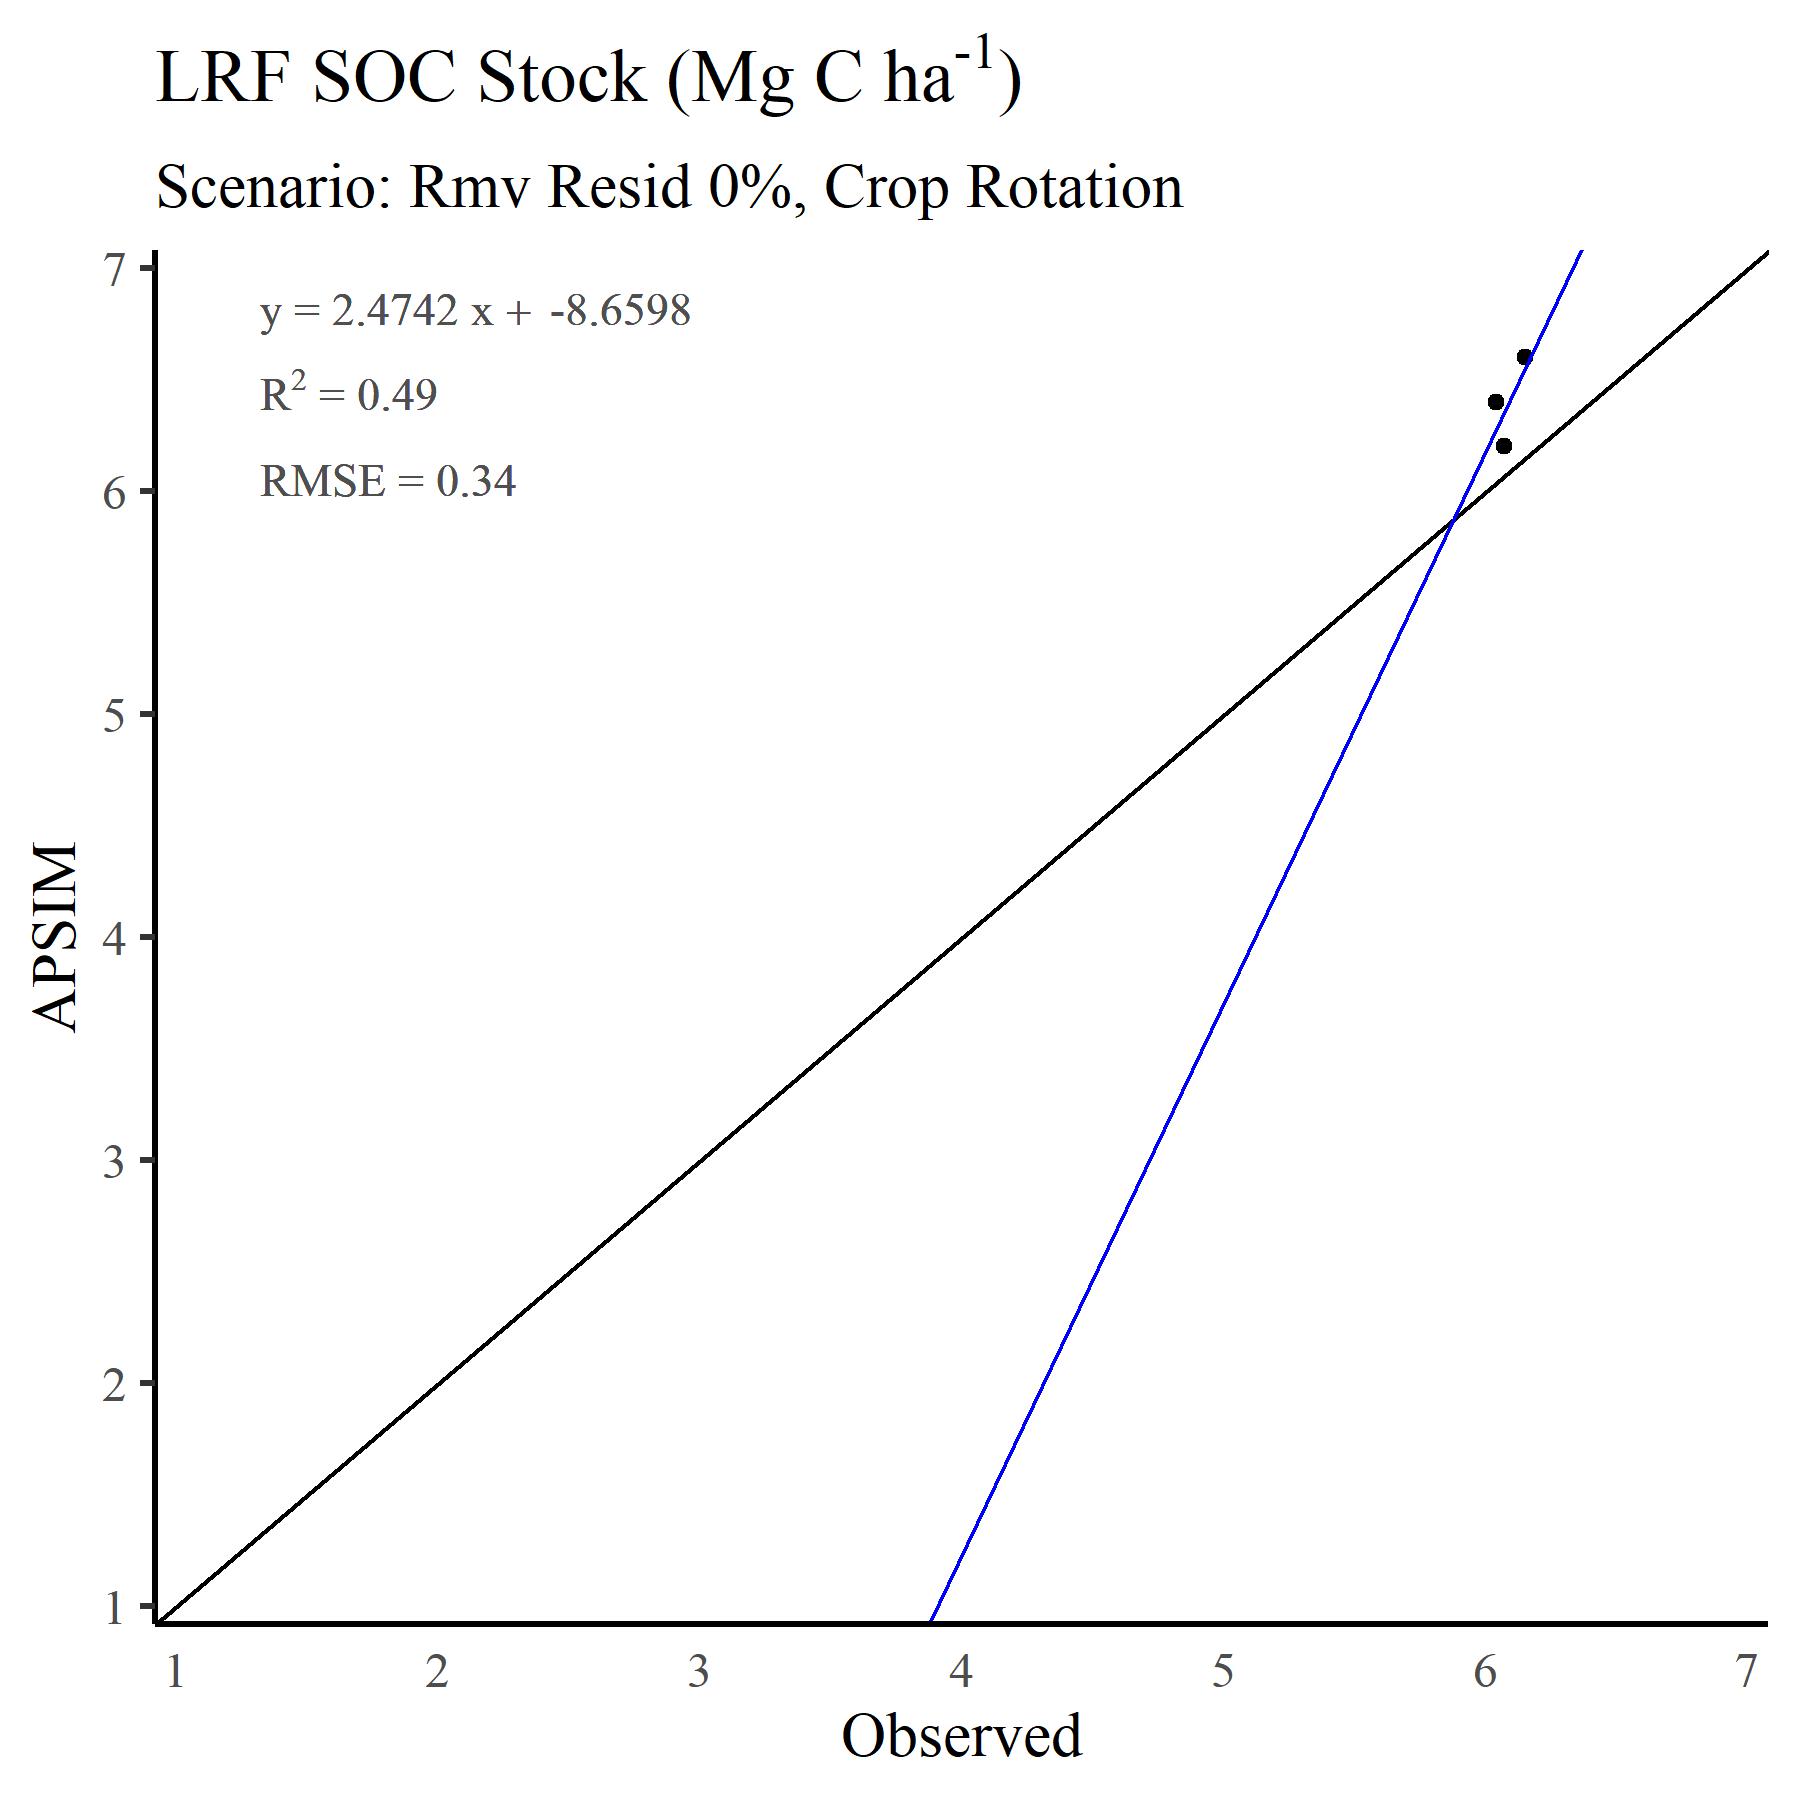 LRF SOC Stock (Mg C ha⁻¹)
Scenario: Rmv Resid 0%, Crop Rotation
y = 2.4742 x + -8.6598
R² = 0.49
RMSE = 0.34
7
6
5
4
3
2
1
APSIM
1 2 3 4 5 6 7
Observed